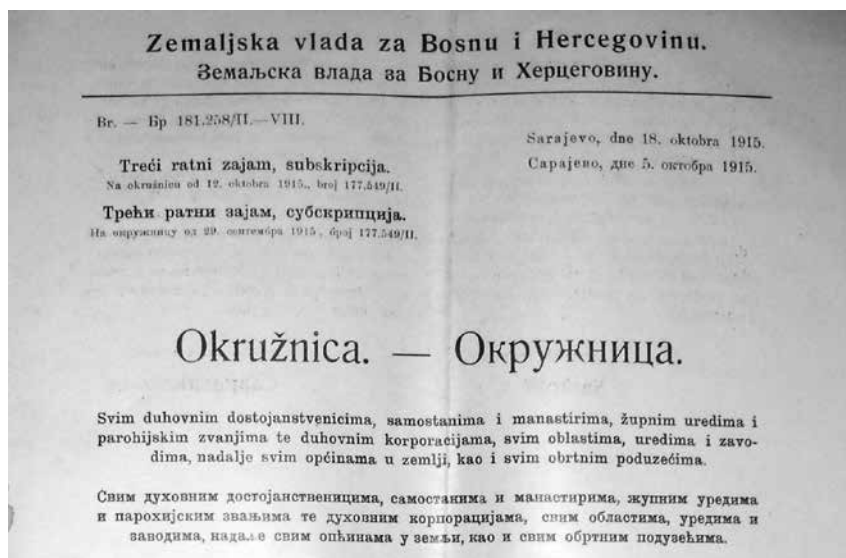 Zemaljska vlada za Bosnu i Hercegovinu.
Земаљска влада за Босну и Херцеговину.
Br. — Бр 181.258/II.—VIII.
Sarajevo, dne 18. oktobra 1915.
Сарајево, дне 5. октобра 1915.
Treći ratni zajam, subskripcija.
Na okružnicu od 12. oktobra 1915., broj 177.549/II.
Трећи ратни зајам, субскрипција.
На окружницу од 29. септембра 1915, број 177.549/II.
Okružnica. — Окружница.
Svim duhovnim dostojanstvenicima, samostanima i manastirima, župnim uredima i
parohijskim zvanjima te duhovnim korporacijama, svim oblastima, uredima i zavo-
dima, nadalje svim općinama u zemlji, kao i svim obrtnim poduzećima.
Свим духовним достојанственицима, самостанима и манастирима, жупним уредима
и парохијским звањима те духовним корпорацијама, свим областима, уредима и
заводима, надаље свим опћинама у земљи, као и свим обртним подузећима.